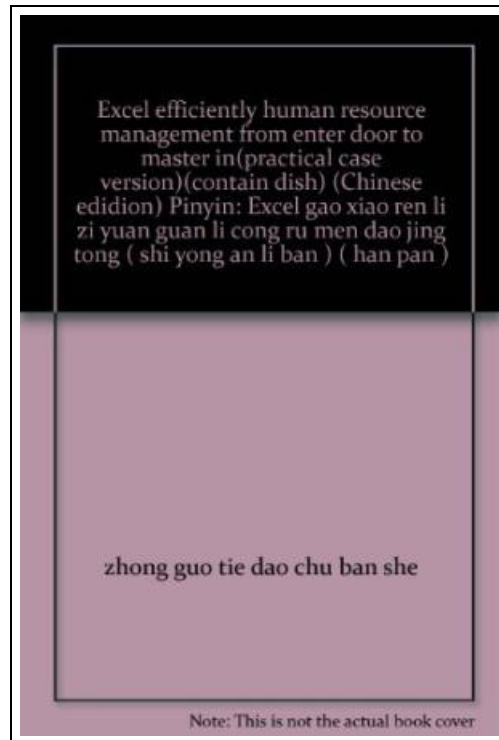 Excel efficiently human resource
management from enter door to
master in(practical case
version)(contain dish) (Chinese
edidion) Pinyin: Excel gao xiao ren li
zi yuan guan li cong ru men dao jing
tong ( shi yong an li ban ) ( han pan )
zhong guo tie dao chu ban she
Note: This is not the actual book cover